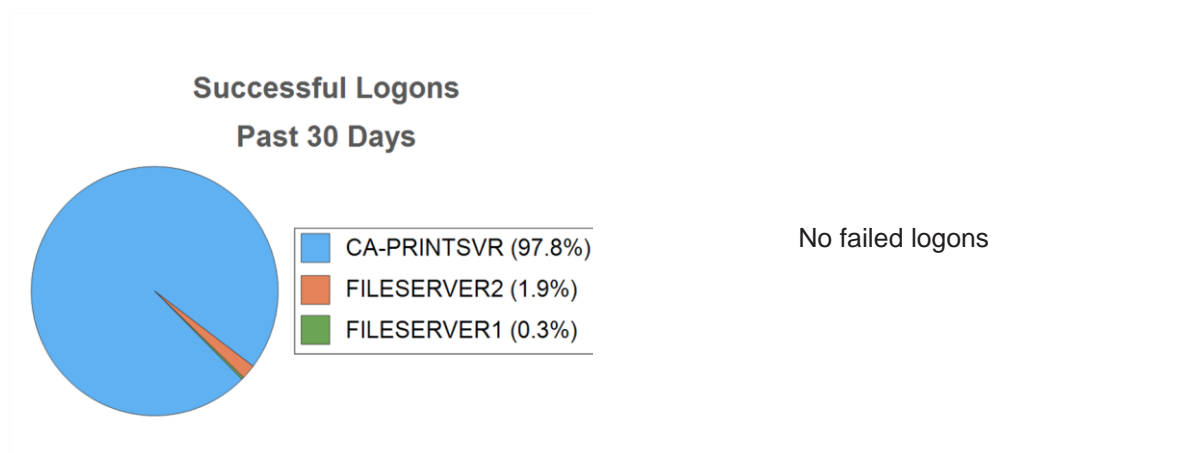 Successful Logons
Past 30 Days
CA-PRINTSVR (97.8%)
FILESERVER2 (1.9%)
FILESERVER1 (0.3%)
No failed logons